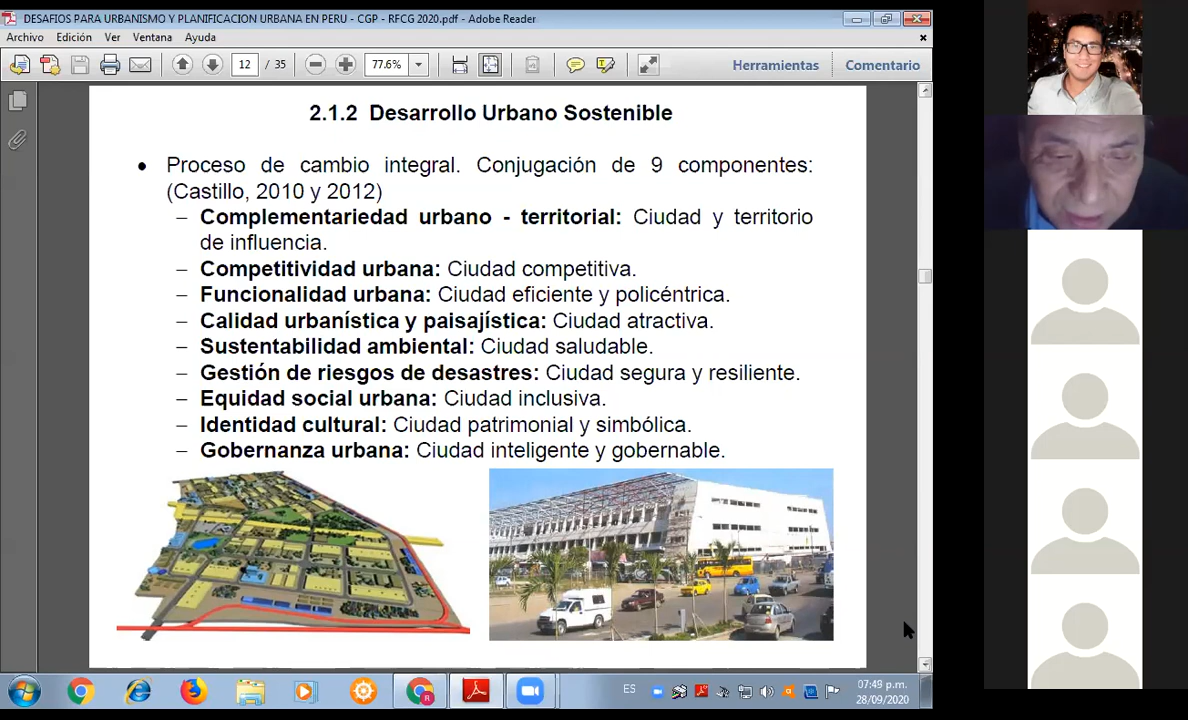 DESAFIOS PARA URBANISMO Y PLANIFICACION URBANA EN PERU - CGP - RFCG 2020.pdf - Adobe Reader
Archivo Edición Ver Ventana Ayuda
12 / 35 77.6% Herramientas Comentario
2.1.2 Desarrollo Urbano Sostenible
• Proceso de cambio integral. Conjugación de 9 componentes:
(Castillo, 2010 y 2012)
– Complementariedad urbano - territorial: Ciudad y territorio
de influencia.
– Competitividad urbana: Ciudad competitiva.
– Funcionalidad urbana: Ciudad eficiente y policéntrica.
– Calidad urbanística y paisajística: Ciudad atractiva.
– Sustentabilidad ambiental: Ciudad saludable.
– Gestión de riesgos de desastres: Ciudad segura y resiliente.
– Equidad social urbana: Ciudad inclusiva.
– Identidad cultural: Ciudad patrimonial y simbólica.
– Gobernanza urbana: Ciudad inteligente y gobernable.
ES
07:49 p.m.
28/09/2020